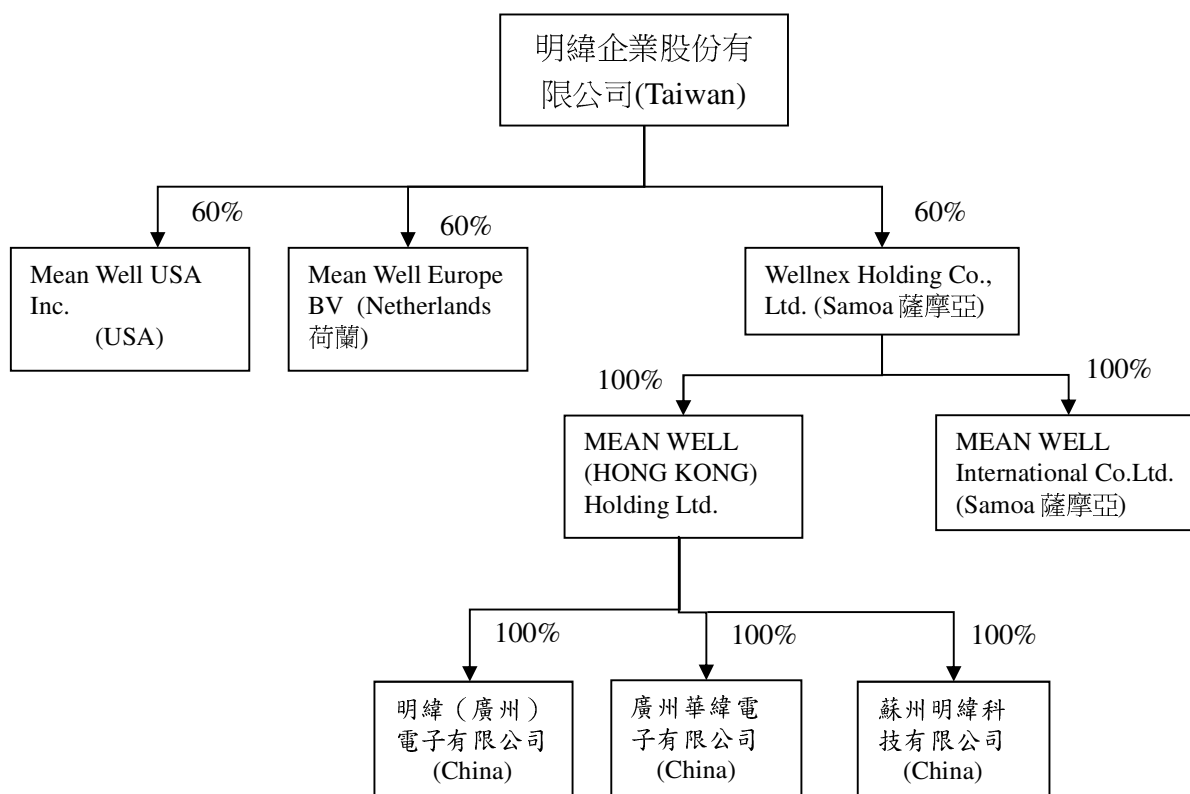 明緯企業股份有
限公司(Taiwan)
60%
60%
60%
Mean Well USA
Inc.
(USA)
Mean Well Europe
BV (Netherlands
荷蘭)
Wellnex Holding Co.,
Ltd. (Samoa 薩摩亞)
100%
100%
MEAN WELL
(HONG KONG)
Holding Ltd.
MEAN WELL
International Co.Ltd.
(Samoa 薩摩亞)
100%
100%
100%
明緯（廣州）
電子有限公司
(China)
廣州華緯電
子有限公司
(China)
蘇州明緯科
技有限公司
(China)